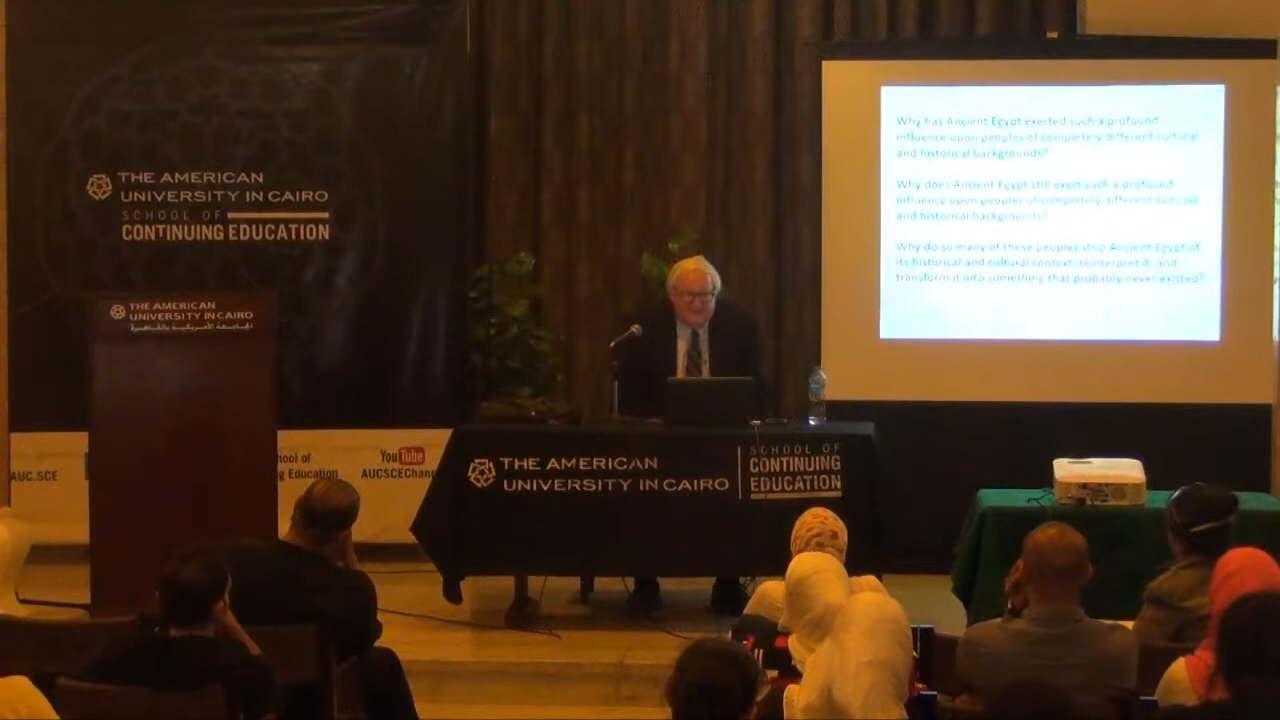 THE AMERICAN
UNIVERSITY IN CAIRO
SCHOOL OF
CONTINUING EDUCATION
THE AMERICAN
UNIVERSITY IN CAIRO
الجامعة الأمريكية بالقاهرة
AUC.SCE
hool of
g Education
YouTube
AUCSCEChan
THE AMERICAN
UNIVERSITY IN CAIRO
SCHOOL OF
CONTINUING
EDUCATION
Why has Ancient Egypt exerted such a profound
influence upon peoples of completely different cultural
and historical backgrounds?
Why does Ancient Egypt still exert such a profound
influence upon peoples of completely different cultural
and historical backgrounds?
Why do so many of these peoples strip Ancient Egypt of
its historical and cultural context, reinterpret it, and
transform it into something that probably never existed?